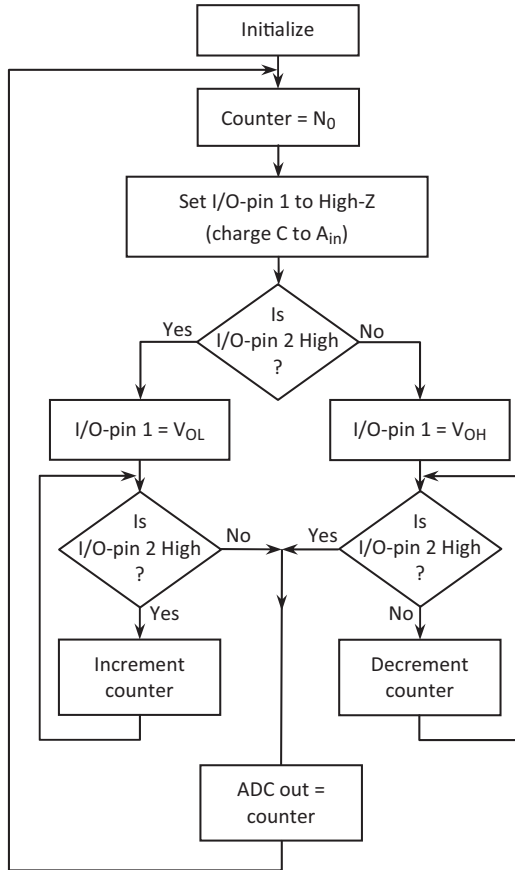 Initialize
Counter = N₀
Set I/O-pin 1 to High-Z
(charge C to Aᵢₙ)
Is
I/O-pin 2 High
?
Yes
No
I/O-pin 1 = V_OL
I/O-pin 1 = V_OH
Is
I/O-pin 2 High
?
No
Yes
Is
I/O-pin 2 High
?
Yes
No
Increment
counter
Decrement
counter
ADC out =
counter